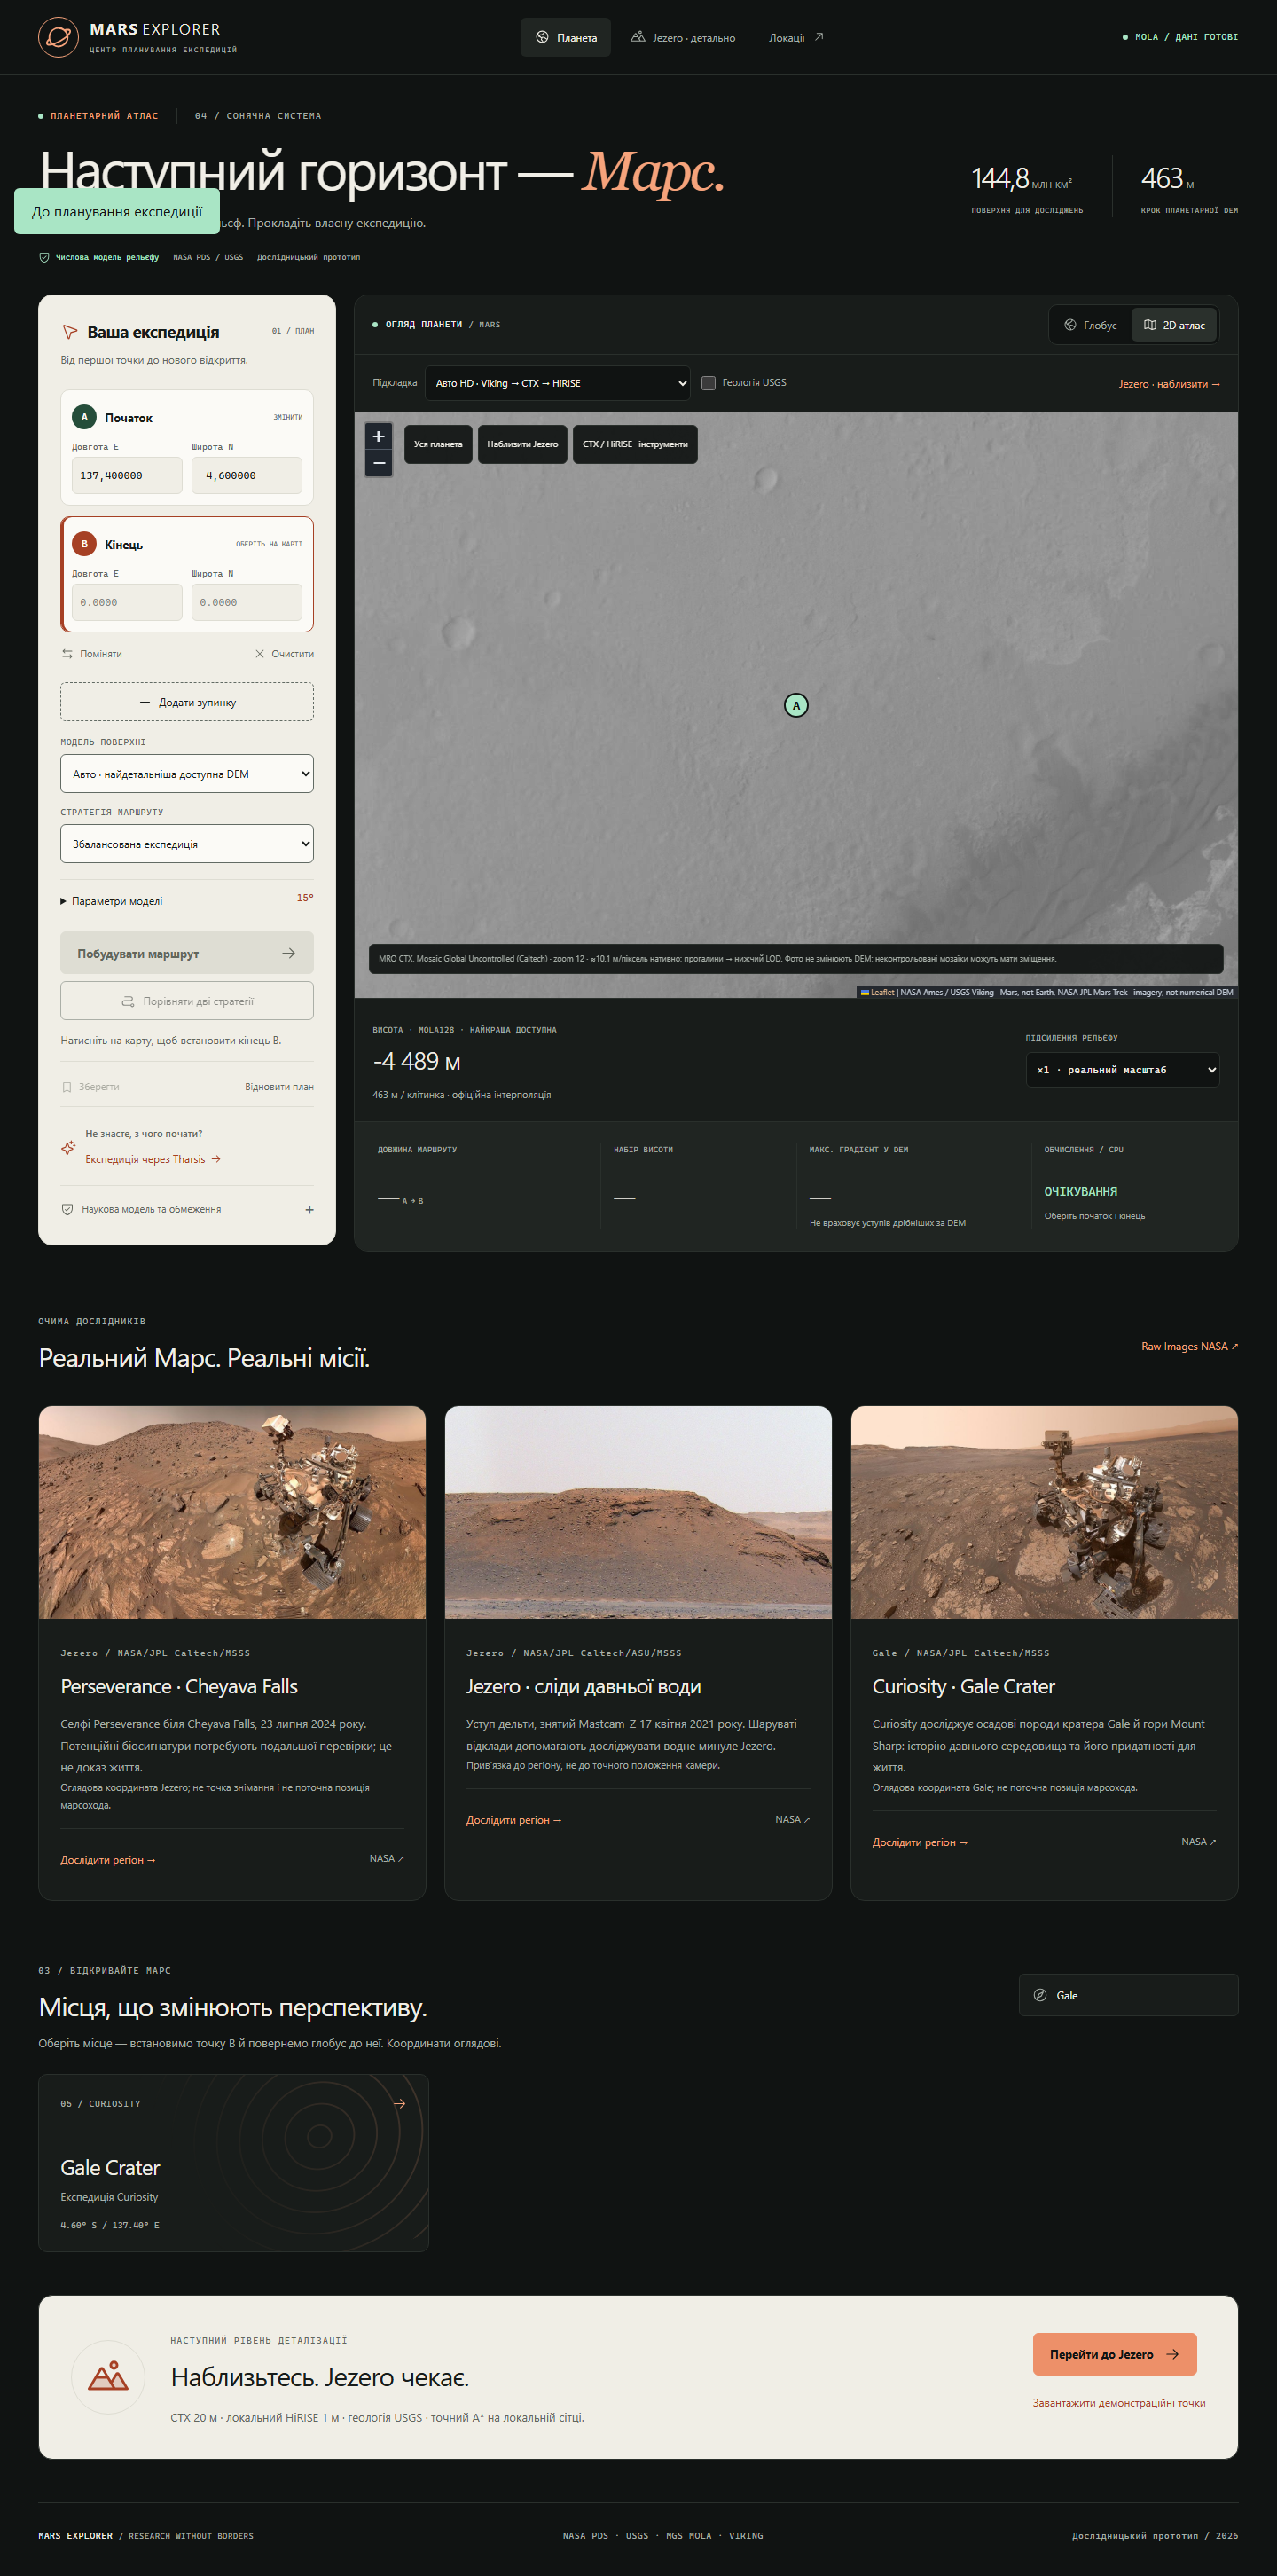 MARS EXPLORER
ЦЕНТР ПЛАНУВАННЯ ЕКСПЕДИЦІЙ
Планета
Jezero · детально
Локації ↗
MOLA / ДАНІ ГОТОВІ
ПЛАНЕТАРНИЙ АТЛАС
04 / СОНЯЧНА СИСТЕМА
Наступний горизонт — Марс.
До планування експедиції
льєф. Прокладіть власну експедицію.
144,8 МЛН КМ²
ПОВЕРХНЯ ДЛЯ ДОСЛІДЖЕНЬ
463 М
КРОК ПЛАНЕТАРНОЇ DEM
Числова модель рельєфу
NASA PDS / USGS
Дослідницький прототип
Ваша експедиція
01 / ПЛАН
Від першої точки до нового відкриття.
A
Початок
ЗМІНИТИ
Довгота E
Широта N
137,400000
−4,600000
B
Кінець
ОБЕРІТЬ НА КАРТІ
Довгота E
Широта N
0.0000
0.0000
Поміняти
Очистити
Додати зупинку
МОДЕЛЬ ПОВЕРХНІ
Авто · найдетальніша доступна DEM
СТРАТЕГІЯ МАРШРУТУ
Збалансована експедиція
Параметри моделі
15°
Побудувати маршрут →
Порівняти дві стратегії
Натисніть на карту, щоб встановити кінець B.
Зберегти
Відновити план
Не знаєте, з чого почати?
Експедиція через Tharsis →
Наукова модель та обмеження
+
ОГЛЯД ПЛАНЕТИ / MARS
Глобус
2D атлас
Підкладка
Авто HD · Viking → CTX → HiRISE
Геологія USGS
Jezero · наблизити →
+
−
Уся планета
Наблизити Jezero
CTX / HiRISE · інструменти
A
MRO CTX, Mosaic Global Uncontrolled (Caltech) · zoom 12 · ≈10.1 м/піксель нативно; прогалини → нижчий LOD. Фото не змінюють DEM; неконтрольовані мозаїки можуть мати зміщення.
Leaflet | NASA Ames / USGS Viking · Mars, not Earth, NASA JPL Mars Trek · imagery, not numerical DEM
ВИСОТА · MOLA128 · НАЙКРАЩА ДОСТУПНА
-4 489 м
463 м / клітинка · офіційна інтерполяція
ПІДСИЛЕННЯ РЕЛЬЄФУ
×1 · реальний масштаб
ДОВЖИНА МАРШРУТУ
— A → B
НАБІР ВИСОТИ
—
МАКС. ГРАДІЄНТ У DEM
—
Не враховує уступів дрібніших за DEM
ОБЧИСЛЕННЯ / CPU
ОЧІКУВАННЯ
Оберіть початок і кінець
ОЧИМА ДОСЛІДНИКІВ
Реальний Марс. Реальні місії.
Raw Images NASA ↗
Jezero / NASA/JPL-Caltech/MSSS
Perseverance · Cheyava Falls
Селфі Perseverance біля Cheyava Falls, 23 липня 2024 року.
Потенційні біосигнатури потребують подальшої перевірки; це
не доказ життя.
Оглядова координата Jezero; не точка знімання і не поточна позиція
марсохода.
Дослідити регіон →
NASA ↗
Jezero / NASA/JPL-Caltech/ASU/MSSS
Jezero · сліди давньої води
Уступ дельти, знятий Mastcam-Z 17 квітня 2021 року. Шаруваті
відклади допомагають досліджувати водне минуле Jezero.
Прив’язка до регіону, не до точного положення камери.
Дослідити регіон →
NASA ↗
Gale / NASA/JPL-Caltech/MSSS
Curiosity · Gale Crater
Curiosity досліджує осадові породи кратера Gale й гори Mount
Sharp: історію давнього середовища та його придатності для
життя.
Оглядова координата Gale; не поточна позиція марсохода.
Дослідити регіон →
NASA ↗
03 / ВІДКРИВАЙТЕ МАРС
Місця, що змінюють перспективу.
Оберіть місце — встановимо точку B й повернемо глобус до неї. Координати оглядові.
Gale
05 / CURIOSITY →
Gale Crater
Експедиція Curiosity
4.60° S / 137.40° E
НАСТУПНИЙ РІВЕНЬ ДЕТАЛІЗАЦІЇ
Наблизьтесь. Jezero чекає.
CTX 20 м · локальний HiRISE 1 м · геологія USGS · точний A* на локальній сітці.
Перейти до Jezero →
Завантажити демонстраційні точки
MARS EXPLORER / RESEARCH WITHOUT BORDERS
NASA PDS · USGS · MGS MOLA · VIKING
Дослідницький прототип / 2026